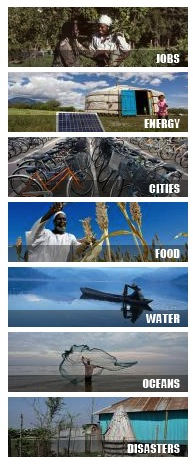 JOBS
ENERGY
CITIES
FOOD
WATER
OCEANS
DISASTERS